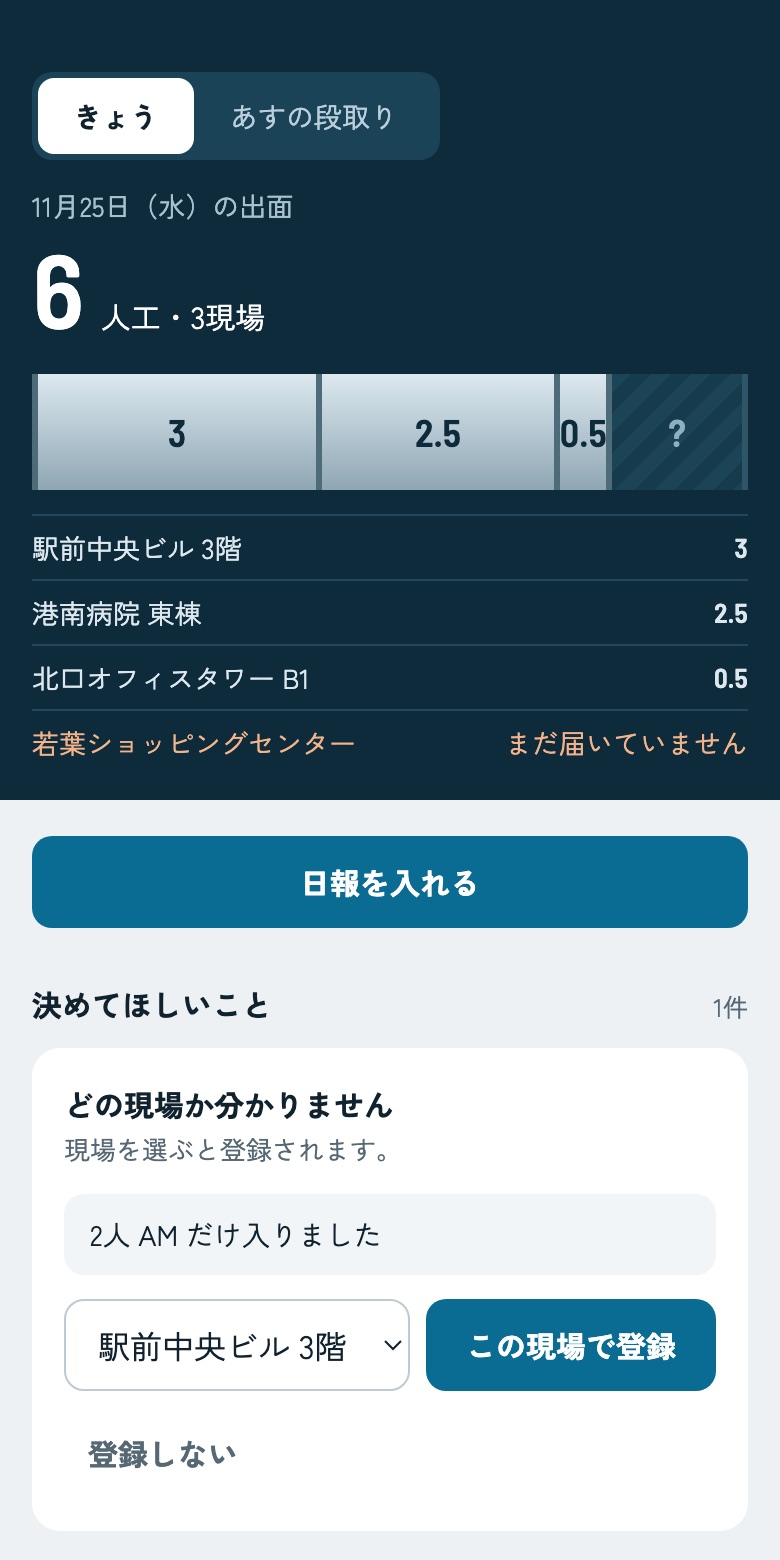 きょう あすの段取り
11月25日（水）の出面
6 人工・3現場
3 2.5 0.5 ?
駅前中央ビル 3階 3
港南病院 東棟 2.5
北口オフィスタワー B1 0.5
若葉ショッピングセンター まだ届いていません
日報を入れる
決めてほしいこと 1件
どの現場か分かりません
現場を選ぶと登録されます。
2人 AM だけ入りました
駅前中央ビル 3階 この現場で登録
登録しない